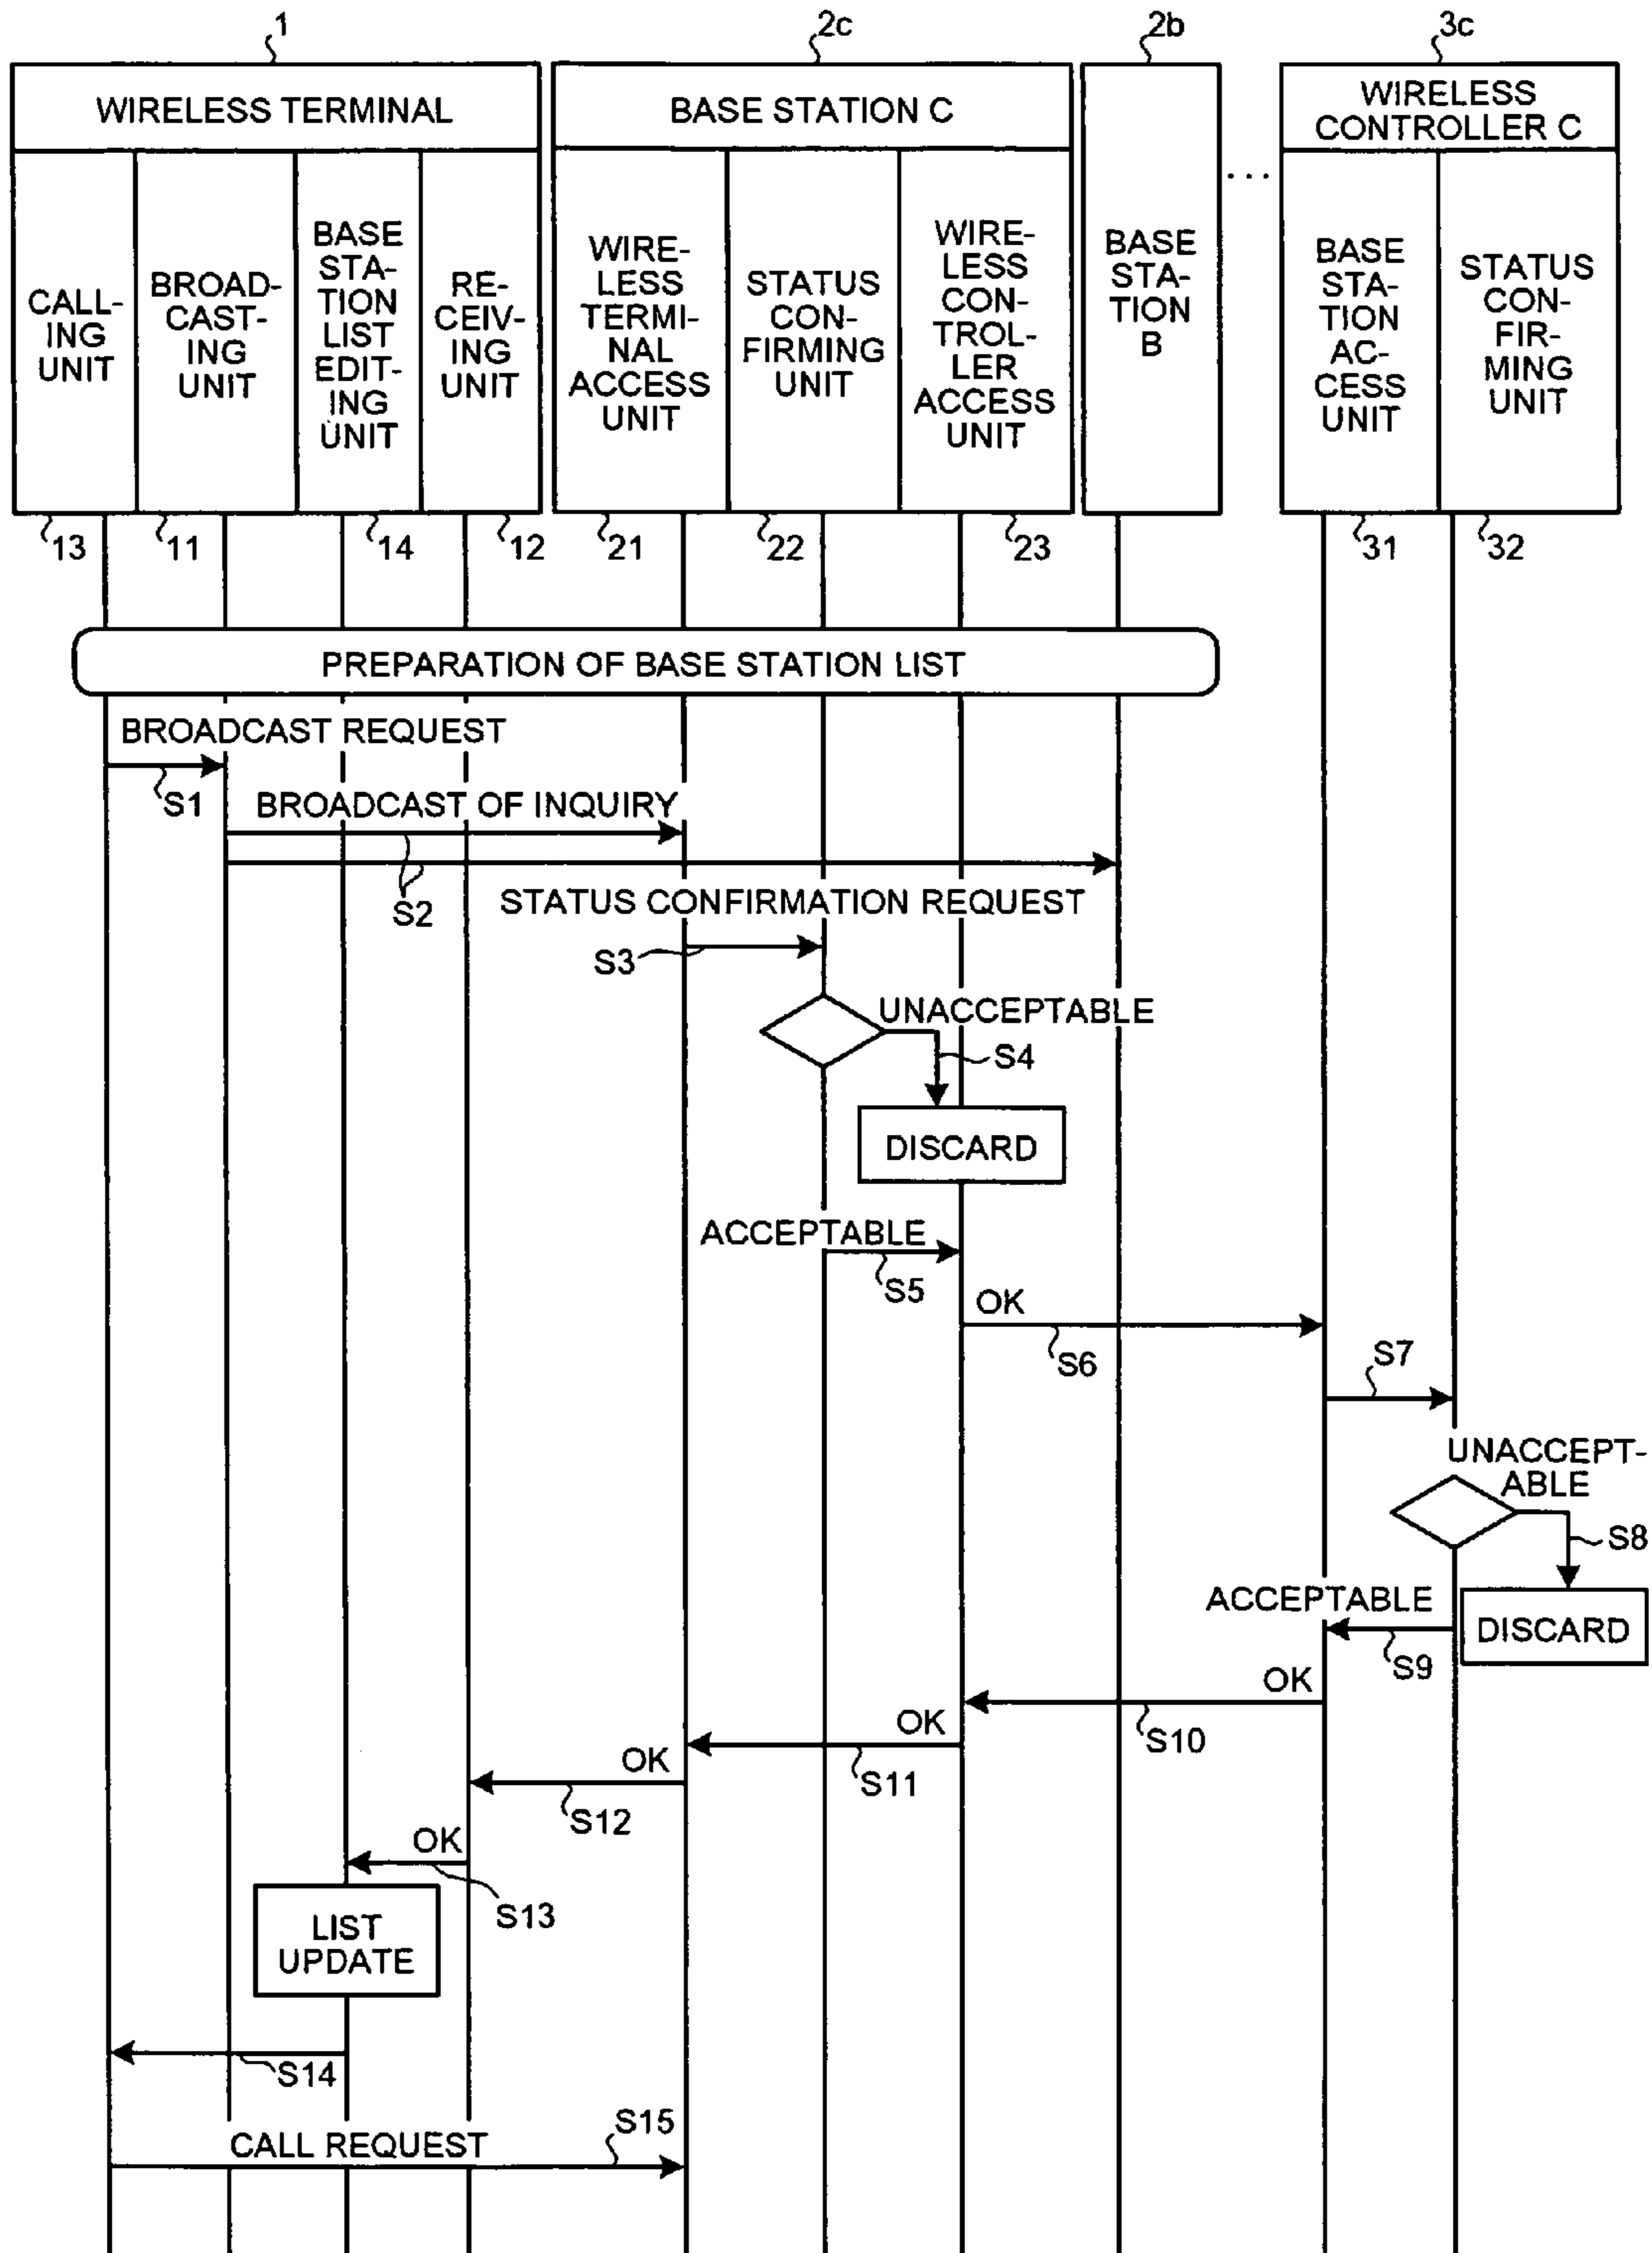 1
2c
2b
3c
WIRELESS TERMINAL
BASE STATION C
WIRELESS
CONTROLLER C
CALL-
ING
UNIT
BROAD-
CAST-
ING
UNIT
BASE
STA-
TION
LIST
EDIT-
ING
UNIT
RE-
CEIV-
ING
UNIT
WIRE-
LESS
TERMI-
NAL
ACCESS
UNIT
STATUS
CON-
FIRMING
UNIT
WIRE-
LESS
CON-
TROL-
LER
ACCESS
UNIT
BASE
STA-
TION
B
...
BASE
STA-
TION
AC-
CESS
UNIT
STATUS
CON-
FIR-
MING
UNIT
13
11
14
12
21
22
23
31
32
PREPARATION OF BASE STATION LIST
BROADCAST REQUEST
S1
BROADCAST OF INQUIRY
S2
STATUS CONFIRMATION REQUEST
S3
UNACCEPTABLE
S4
DISCARD
ACCEPTABLE
S5
OK
S6
S7
UNACCEPT-
ABLE
S8
ACCEPTABLE
DISCARD
S9
OK
S10
OK
S11
OK
S12
OK
S13
LIST
UPDATE
S14
S15
CALL REQUEST